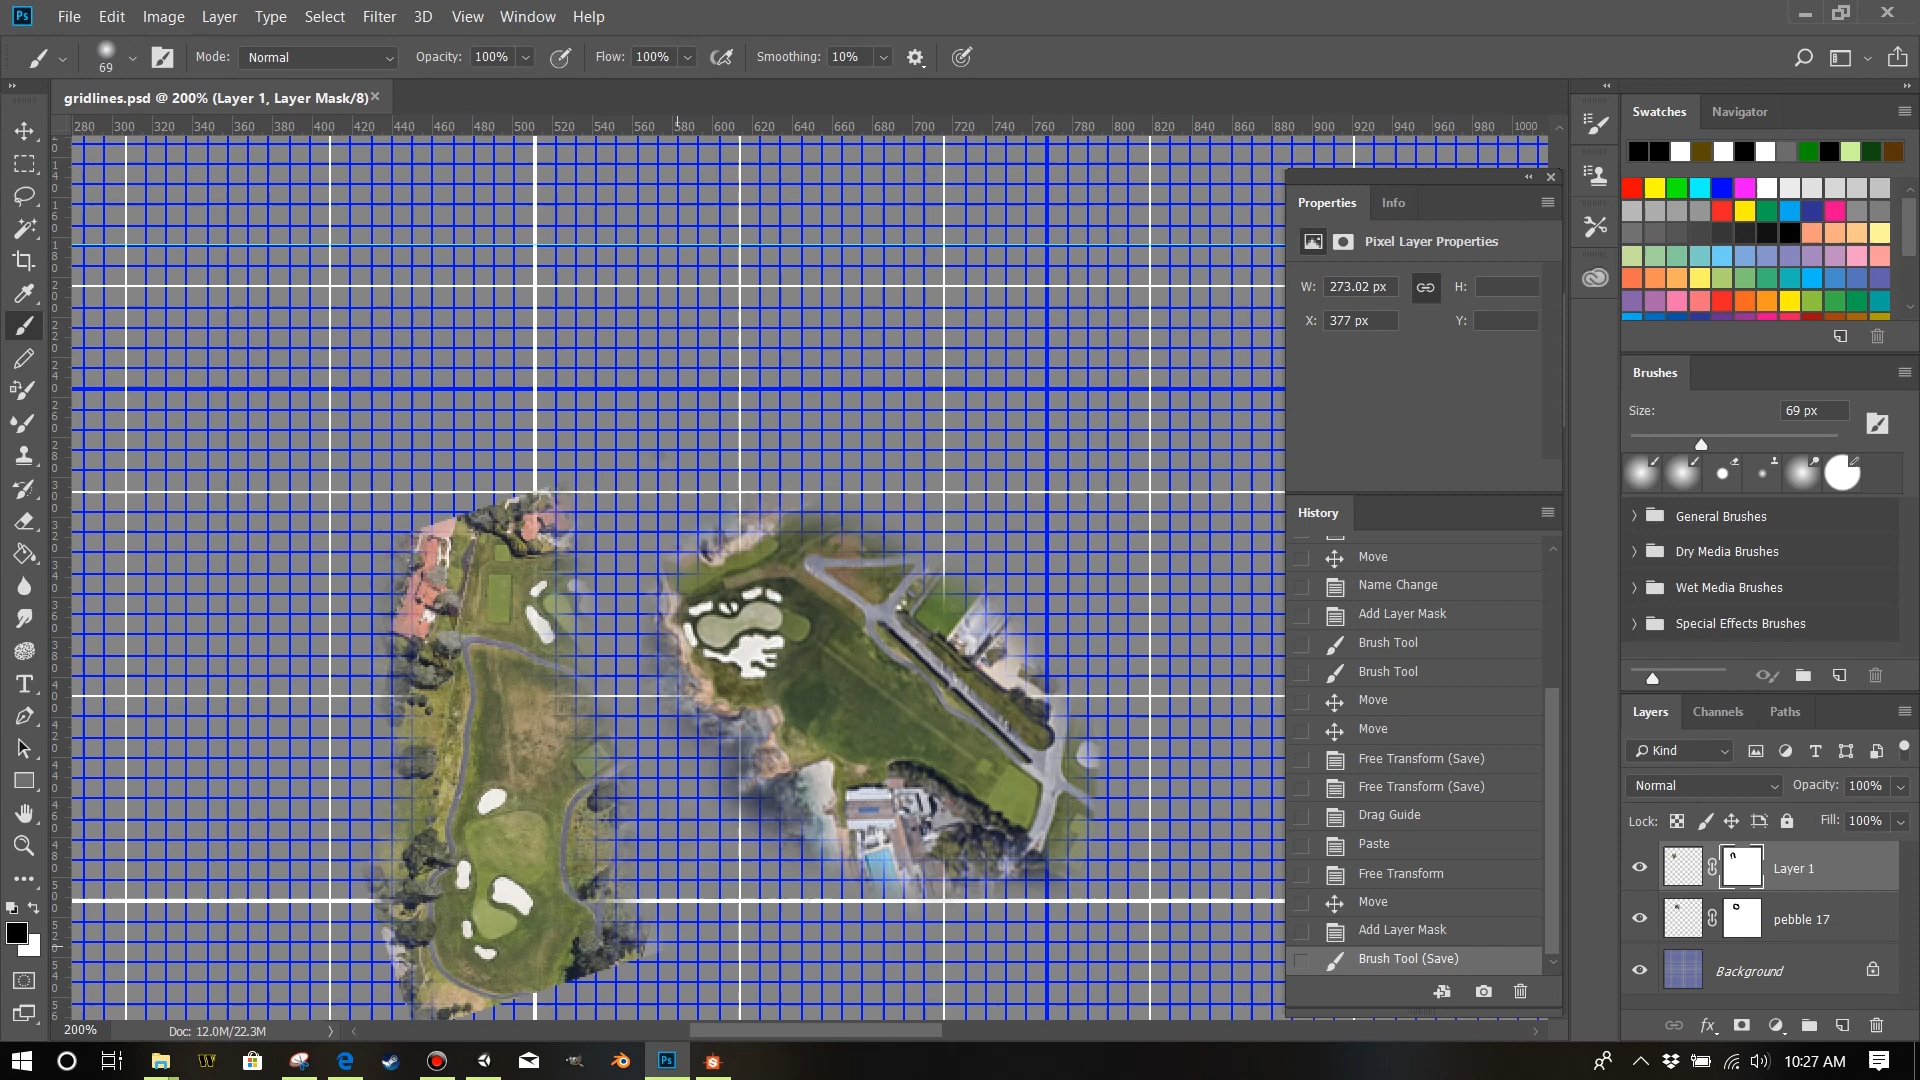 Ps File Edit Image Layer Type Select Filter 3D View Window Help
69 Mode: Normal Opacity: 100% Flow: 100% Smoothing: 10%
gridlines.psd @ 200% (Layer 1, Layer Mask/8)
280 300 320 340 360 380 400 420 440 460 480 500 520 540 560 580 600 620 640 660 680 700 720 740 760 780 800 820 840 860 880 900 920 940 960 980 1000
Properties Info
Pixel Layer Properties
W: 273.02 px H:
X: 377 px Y:
History
Move
Name Change
Add Layer Mask
Brush Tool
Brush Tool
Move
Move
Free Transform (Save)
Free Transform (Save)
Drag Guide
Paste
Free Transform
Move
Add Layer Mask
Brush Tool (Save)
Swatches Navigator
Brushes
Size: 69 px
General Brushes
Dry Media Brushes
Wet Media Brushes
Special Effects Brushes
Layers Channels Paths
Kind
Normal Opacity: 100%
Lock: Fill: 100%
Layer 1
pebble 17
Background
fx
200% Doc: 12.0M/22.3M
Ps 10:27 AM